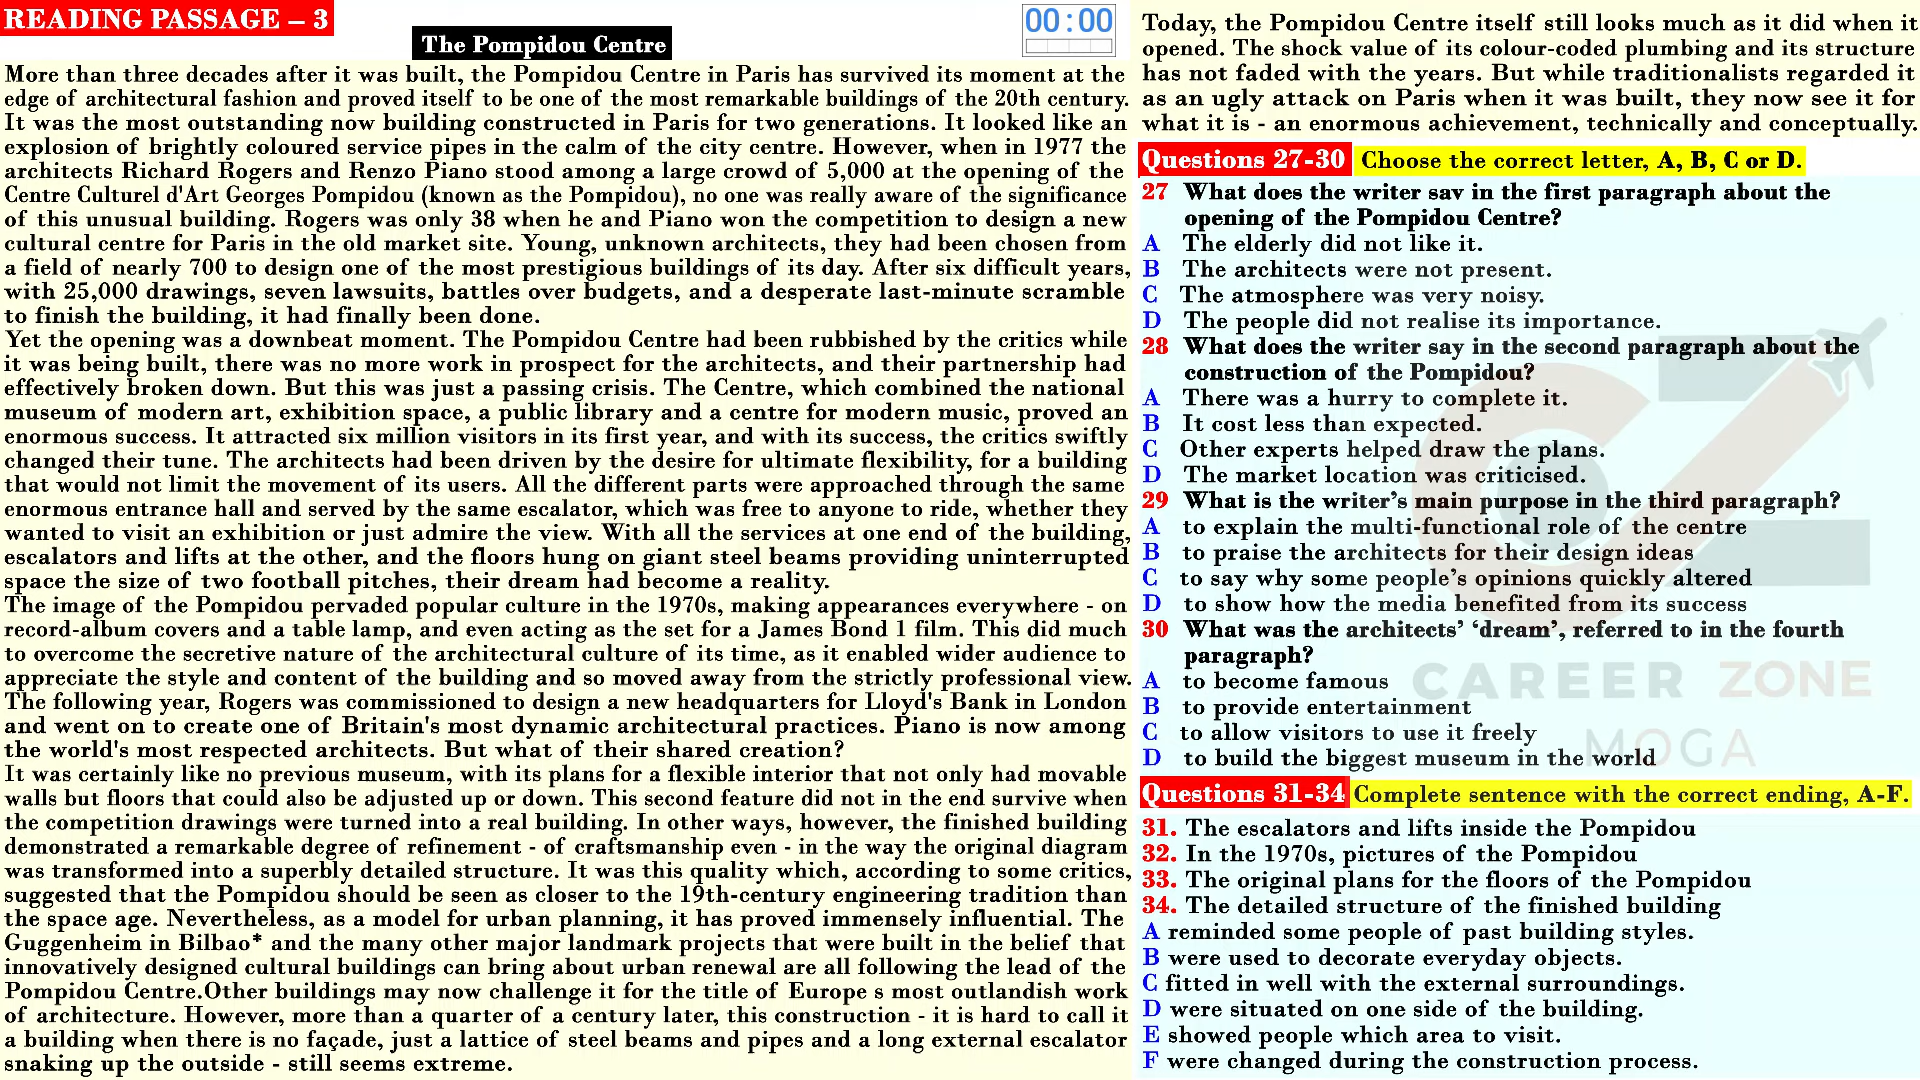 READING PASSAGE – 3
The Pompidou Centre
00:00
More than three decades after it was built, the Pompidou Centre in Paris has survived its moment at the
edge of architectural fashion and proved itself to be one of the most remarkable buildings of the 20th century.
It was the most outstanding now building constructed in Paris for two generations. It looked like an
explosion of brightly coloured service pipes in the calm of the city centre. However, when in 1977 the
architects Richard Rogers and Renzo Piano stood among a large crowd of 5,000 at the opening of the
Centre Culturel d'Art Georges Pompidou (known as the Pompidou), no one was really aware of the significance
of this unusual building. Rogers was only 38 when he and Piano won the competition to design a new
cultural centre for Paris in the old market site. Young, unknown architects, they had been chosen from
a field of nearly 700 to design one of the most prestigious buildings of its day. After six difficult years,
with 25,000 drawings, seven lawsuits, battles over budgets, and a desperate last-minute scramble
to finish the building, it had finally been done.
Yet the opening was a downbeat moment. The Pompidou Centre had been rubbished by the critics while
it was being built, there was no more work in prospect for the architects, and their partnership had
effectively broken down. But this was just a passing crisis. The Centre, which combined the national
museum of modern art, exhibition space, a public library and a centre for modern music, proved an
enormous success. It attracted six million visitors in its first year, and with its success, the critics swiftly
changed their tune. The architects had been driven by the desire for ultimate flexibility, for a building
that would not limit the movement of its users. All the different parts were approached through the same
enormous entrance hall and served by the same escalator, which was free to anyone to ride, whether they
wanted to visit an exhibition or just admire the view. With all the services at one end of the building,
escalators and lifts at the other, and the floors hung on giant steel beams providing uninterrupted
space the size of two football pitches, their dream had become a reality.
The image of the Pompidou pervaded popular culture in the 1970s, making appearances everywhere - on
record-album covers and a table lamp, and even acting as the set for a James Bond 1 film. This did much
to overcome the secretive nature of the architectural culture of its time, as it enabled wider audience to
appreciate the style and content of the building and so moved away from the strictly professional view.
The following year, Rogers was commissioned to design a new headquarters for Lloyd's Bank in London
and went on to create one of Britain's most dynamic architectural practices. Piano is now among
the world's most respected architects. But what of their shared creation?
It was certainly like no previous museum, with its plans for a flexible interior that not only had movable
walls but floors that could also be adjusted up or down. This second feature did not in the end survive when
the competition drawings were turned into a real building. In other ways, however, the finished building
demonstrated a remarkable degree of refinement - of craftsmanship even - in the way the original diagram
was transformed into a superbly detailed structure. It was this quality which, according to some critics,
suggested that the Pompidou should be seen as closer to the 19th-century engineering tradition than
the space age. Nevertheless, as a model for urban planning, it has proved immensely influential. The
Guggenheim in Bilbao* and the many other major landmark projects that were built in the belief that
innovatively designed cultural buildings can bring about urban renewal are all following the lead of the
Pompidou Centre.Other buildings may now challenge it for the title of Europe s most outlandish work
of architecture. However, more than a quarter of a century later, this construction - it is hard to call it
a building when there is no façade, just a lattice of steel beams and pipes and a long external escalator
snaking up the outside - still seems extreme.
Today, the Pompidou Centre itself still looks much as it did when it
opened. The shock value of its colour-coded plumbing and its structure
has not faded with the years. But while traditionalists regarded it
as an ugly attack on Paris when it was built, they now see it for
what it is - an enormous achievement, technically and conceptually.
Questions 27-30 Choose the correct letter, A, B, C or D.
27 What does the writer sav in the first paragraph about the
opening of the Pompidou Centre?
A The elderly did not like it.
B The architects were not present.
C The atmosphere was very noisy.
D The people did not realise its importance.
28 What does the writer say in the second paragraph about the
construction of the Pompidou?
A There was a hurry to complete it.
B It cost less than expected.
C Other experts helped draw the plans.
D The market location was criticised.
29 What is the writer's main purpose in the third paragraph?
A to explain the multi-functional role of the centre
B to praise the architects for their design ideas
C to say why some people's opinions quickly altered
D to show how the media benefited from its success
30 What was the architects' ‘dream’, referred to in the fourth
paragraph?
A to become famous
B to provide entertainment
C to allow visitors to use it freely
D to build the biggest museum in the world
CAREER ZONE
MOGA
Questions 31-34 Complete sentence with the correct ending, A-F.
31. The escalators and lifts inside the Pompidou
32. In the 1970s, pictures of the Pompidou
33. The original plans for the floors of the Pompidou
34. The detailed structure of the finished building
A reminded some people of past building styles.
B were used to decorate everyday objects.
C fitted in well with the external surroundings.
D were situated on one side of the building.
E showed people which area to visit.
F were changed during the construction process.